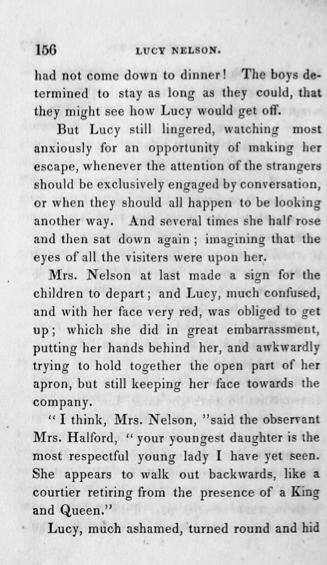 156 LUCY NELSON.
had not come down to dinner! The boys de-
termined to stay as long as they could, that
they might see how Lucy would get off.
But Lucy still lingered, watching most
anxiously for an opportunity of making her
escape, whenever the attention of the strangers
should be exclusively engaged by conversation,
or when they should all happen to be looking
another way. And several times she half rose
and then sat down again; imagining that the
eyes of all the visiters were upon her.
Mrs. Nelson at last made a sign for the
children to depart; and Lucy, much confused,
and with her face very red, was obliged to get
up; which she did in great embarrassment,
putting her hands behind her, and awkwardly
trying to hold together the open part of her
apron, but still keeping her face towards the
company.
"I think, Mrs. Nelson, "said the observant
Mrs. Halford, "your youngest daughter is the
most respectful young lady I have yet seen.
She appears to walk out backwards, like a
courtier retiring from the presence of a King
and Queen."
Lucy, much ashamed, turned round and hid